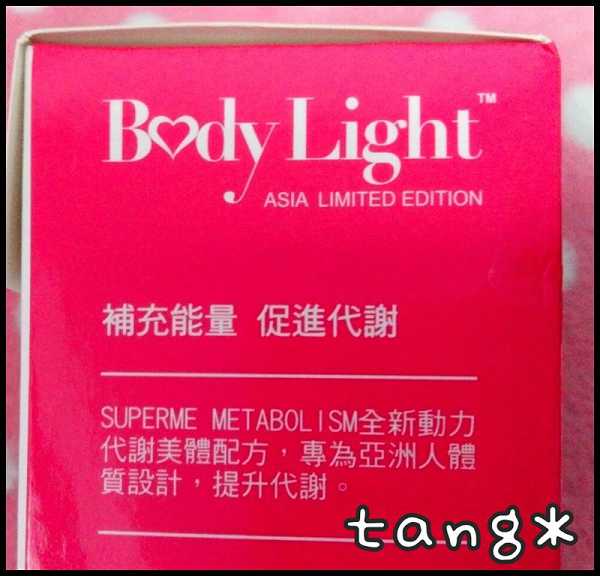 Body Light™
ASIA LIMITED EDITION
補充能量 促進代謝
SUPERME METABOLISM全新動力
代謝美體配方，專為亞洲人體
質設計，提升代謝。
tang*